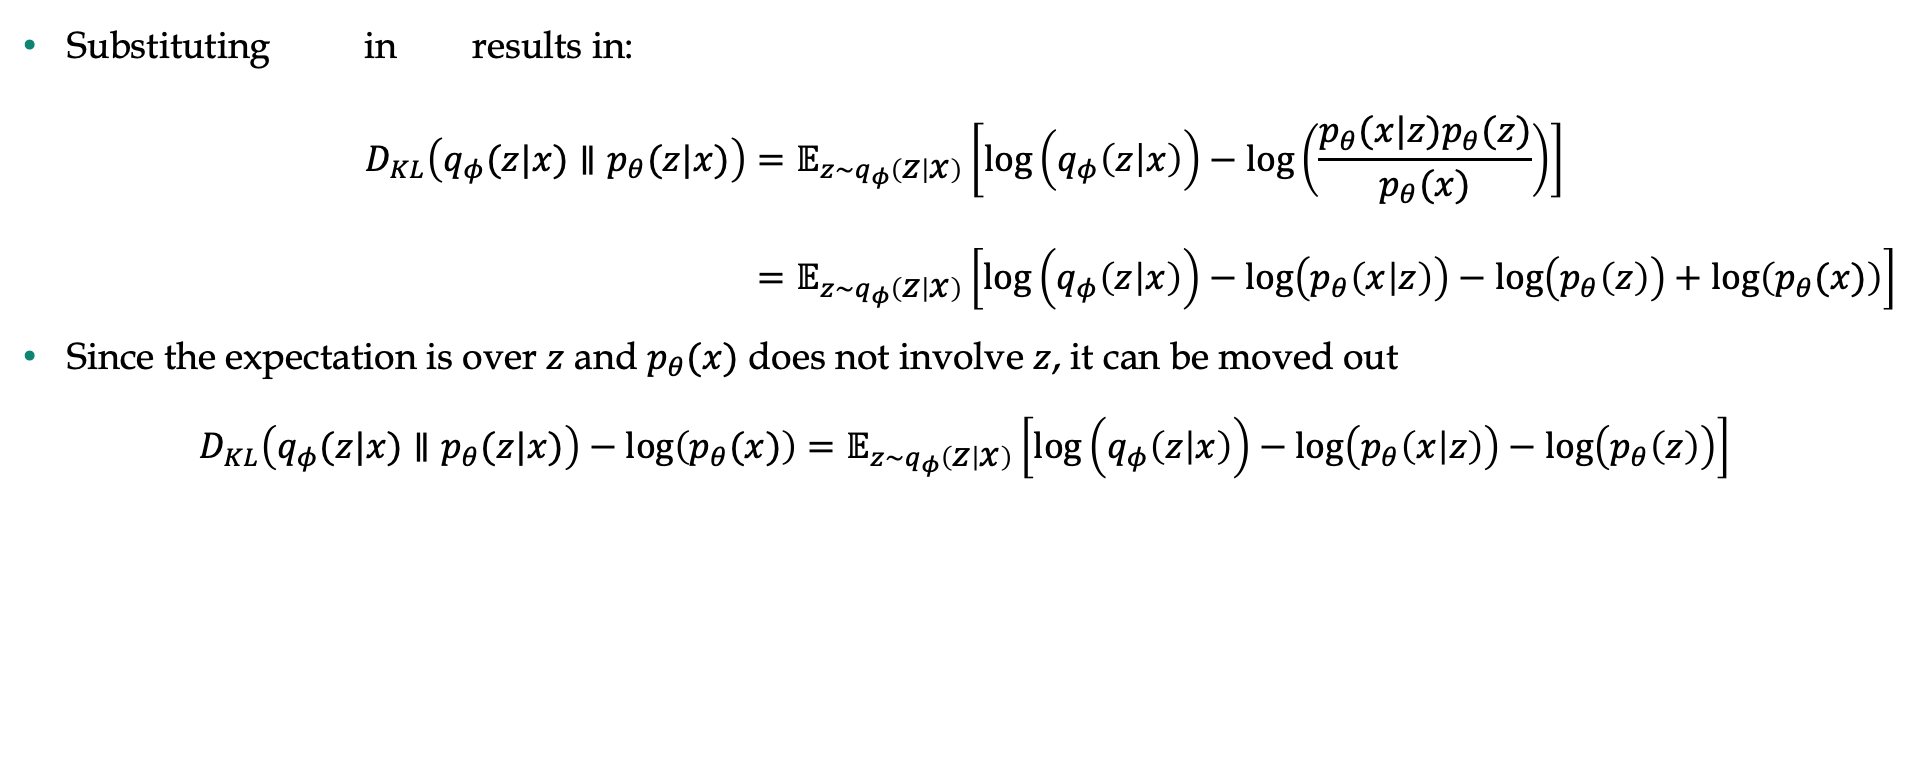 • Substituting in results in:
D_{KL}(q_ϕ(z|x) ∥ p_θ(z|x)) = 𝔼_{z~q_ϕ(z|x)} [log(q_ϕ(z|x)) − log(p_θ(x|z)p_θ(z) / p_θ(x))]
= 𝔼_{z~q_ϕ(z|x)} [log(q_ϕ(z|x)) − log(p_θ(x|z)) − log(p_θ(z)) + log(p_θ(x))]
• Since the expectation is over z and p_θ(x) does not involve z, it can be moved out
D_{KL}(q_ϕ(z|x) ∥ p_θ(z|x)) − log(p_θ(x)) = 𝔼_{z~q_ϕ(z|x)} [log(q_ϕ(z|x)) − log(p_θ(x|z)) − log(p_θ(z))]